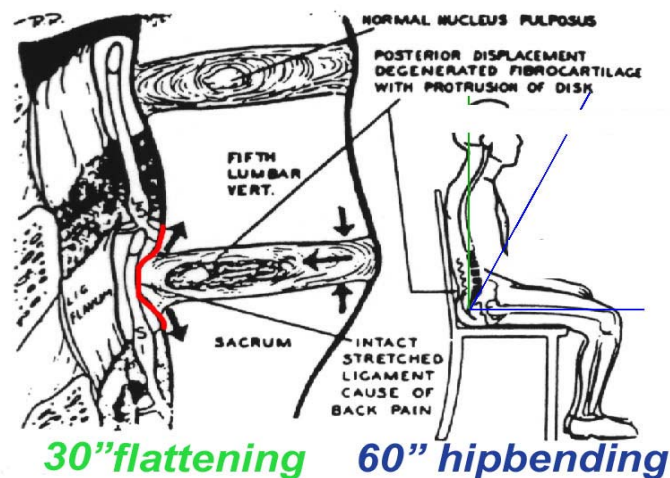 P.P.
NORMAL NUCLEUS PULPOSUS
POSTERIOR DISPLACEMENT
DEGENERATED FIBROCARTILAGE
WITH PROTRUSION OF DISK
FIFTH
LUMBAR
VERT.
S
LIG
FLAVUM
S
SACRUM
INTACT
STRETCHED
LIGAMENT
CAUSE OF
BACK PAIN
30”flattening
60” hipbending